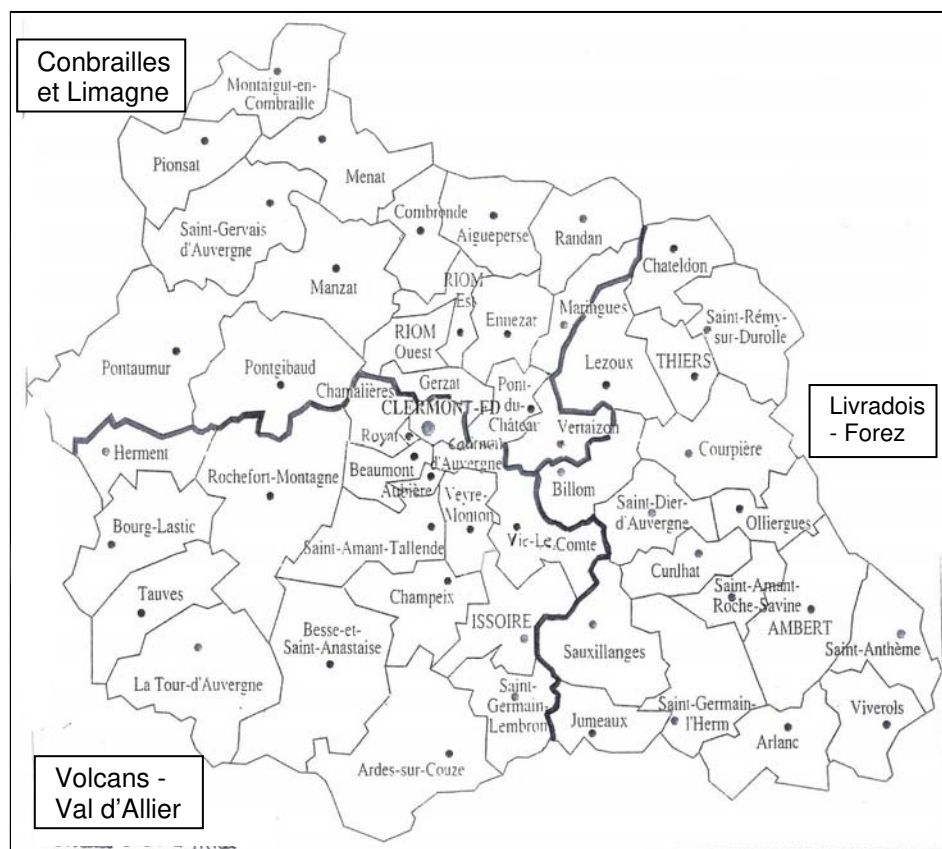 Conbrailles
et Limagne
Montaigut-en-
Combraille
Pionsat
Menat
Saint-Gervais
d'Auvergne
Combronde
Aigueperse
Randan
Chateldon
Manzat
RIOM
Est
Ennezat
Maringues
Saint-Rémy-
sur-Durolle
RIOM
Ouest
Lezoux
THIERS
Pontaumur
Pontgibaud
Chamalières
Gerzat
Pont-
du-
Château
CLERMONT-FD
Vertaizon
Livradois
- Forez
Herment
Royat
Cournon
d'Auvergne
Courpière
Rochefort-Montagne
Beaumont
Aubière
Billom
Veyre-
Monton
Saint-Dier-
d'Auvergne
Olliergues
Bourg-Lastic
Saint-Amant-Tallende
Vic-Le-Comte
Cunlhat
Saint-Amant-
Roche-Savine
Tauves
Champeix
ISSOIRE
AMBERT
Besse-et-
Saint-Anastaise
Sauxillanges
Saint-Anthème
La Tour-d'Auvergne
Saint-
Germain-
Lembron
Jumeaux
Saint-Germain-
l'Herm
Viverols
Arlanc
Ardes-sur-Couze
Volcans -
Val d'Allier